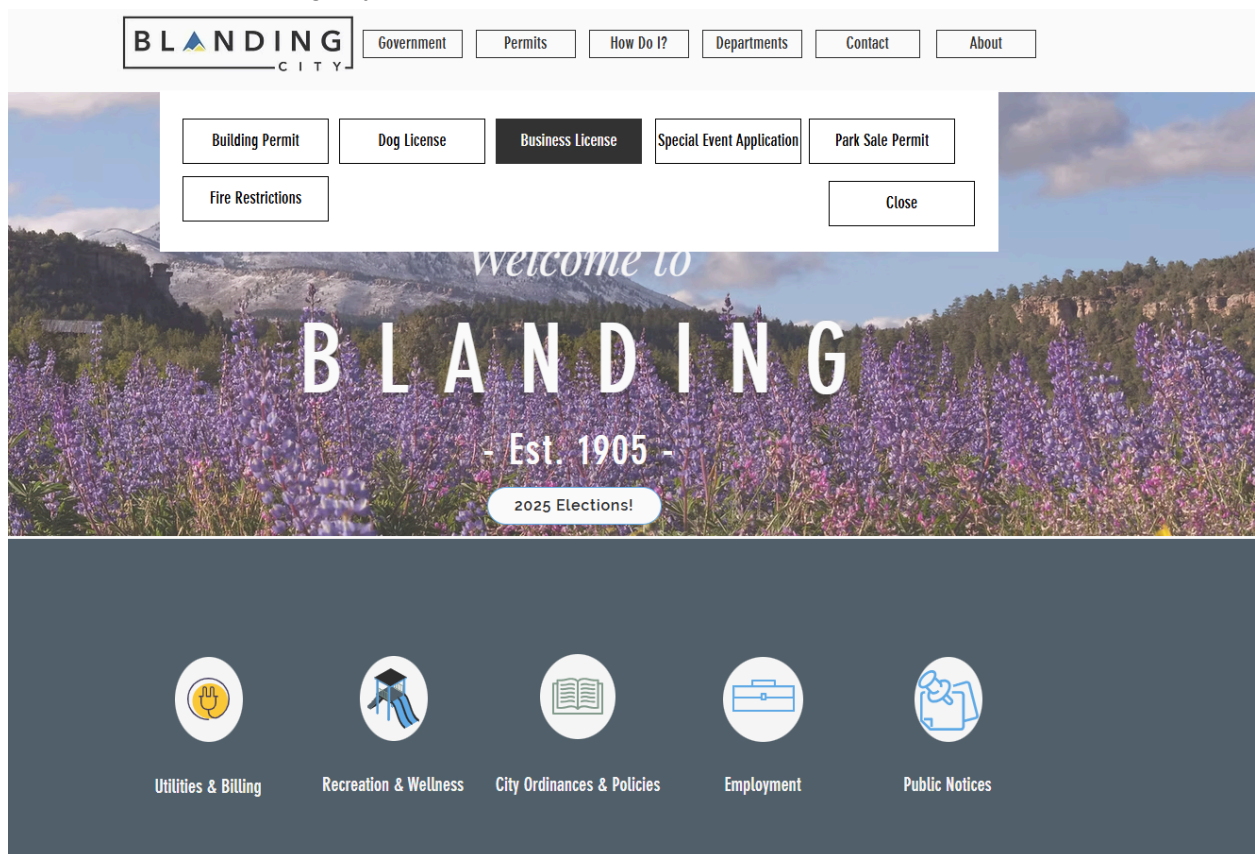 BLANDING
CITY
Government Permits How Do I? Departments Contact About
Building Permit Dog License Business License Special Event Application Park Sale Permit
Fire Restrictions Close
Welcome to
BLANDING
- Est. 1905 -
2025 Elections!
Utilities & Billing Recreation & Wellness City Ordinances & Policies Employment Public Notices